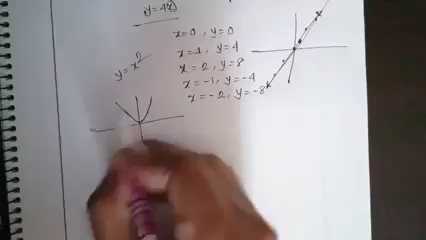 y=4x
x=0, y=0
x=1, y=4
x=2, y=8
x=-1, y=-4
x=-2, y=-8
y=x²